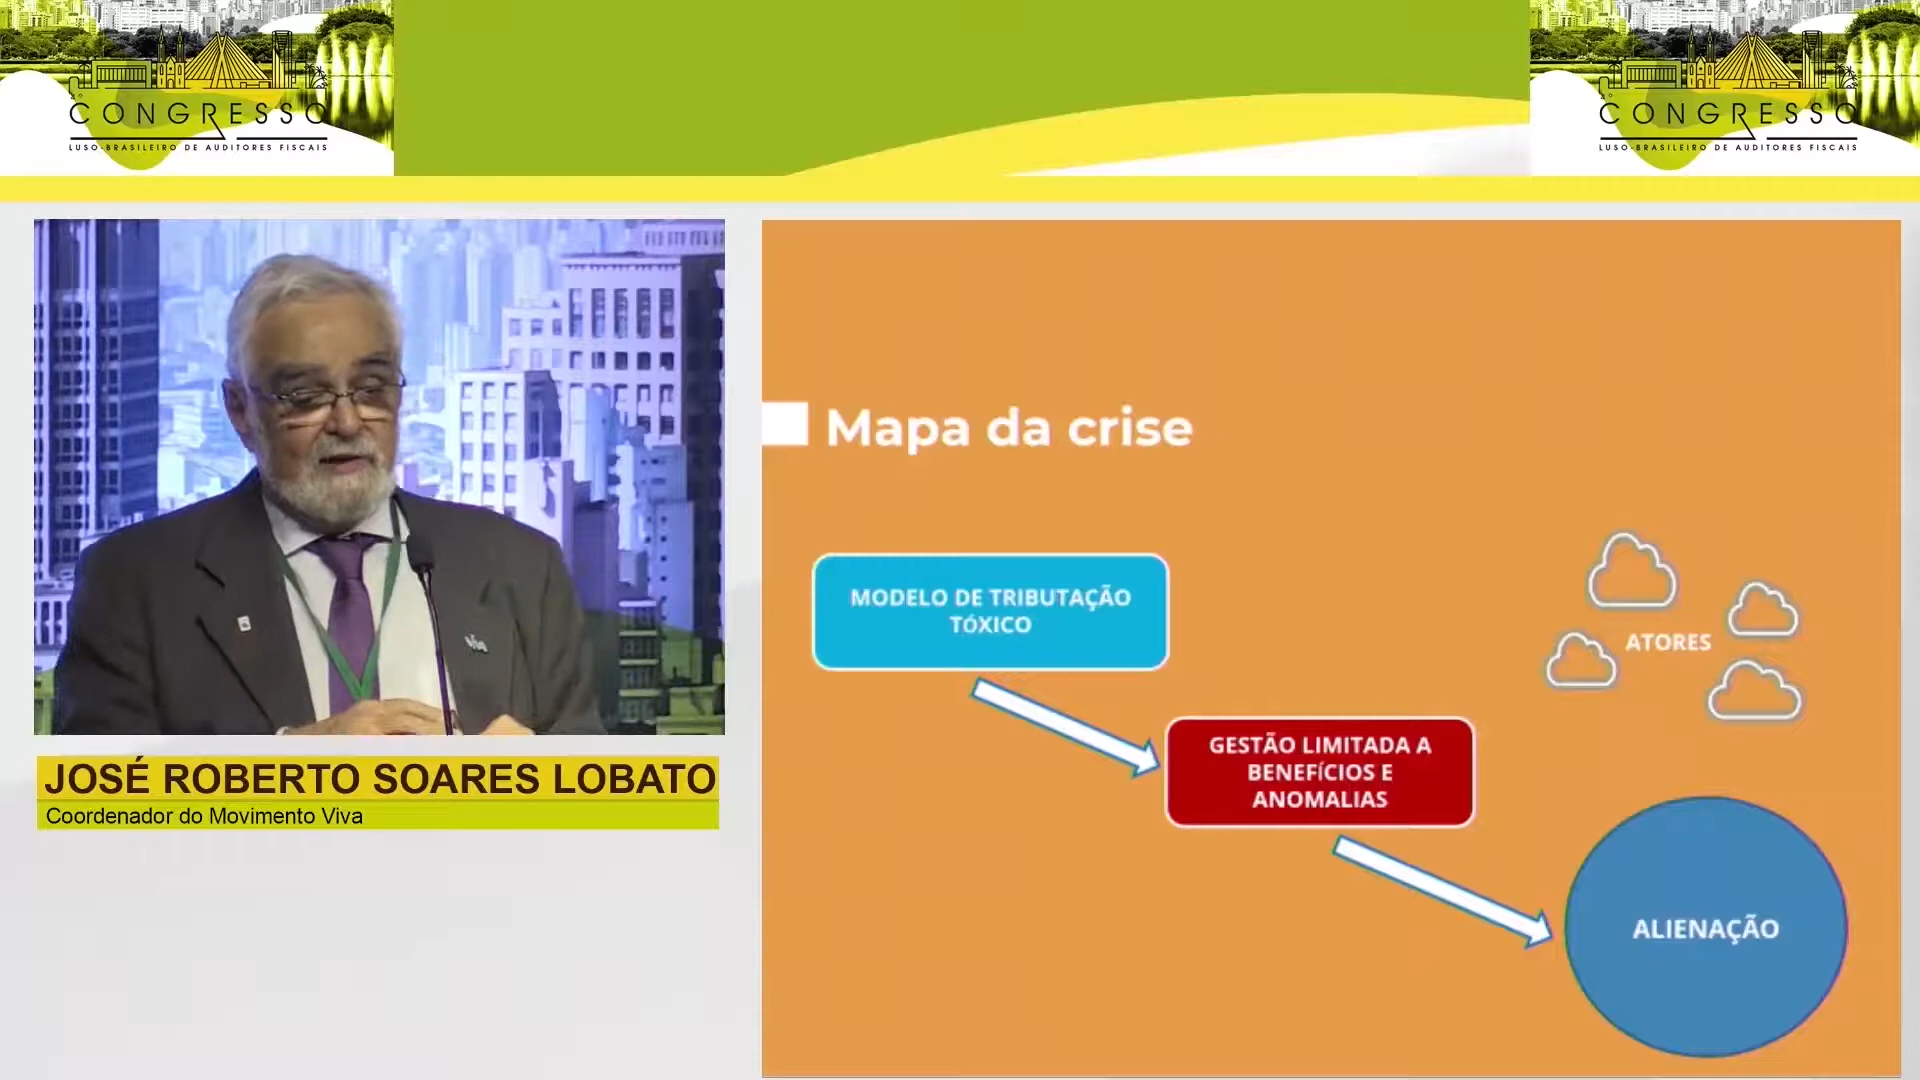 CONGRESSO
LUSO-BRASILEIRO DE AUDITORES FISCAIS
CONGRESSO
LUSO-BRASILEIRO DE AUDITORES FISCAIS
Mapa da crise
MODELO DE TRIBUTAÇÃO
TÓXICO
ATORES
GESTÃO LIMITADA A
BENEFÍCIOS E
ANOMALIAS
ALIENAÇÃO
Viva
JOSÉ ROBERTO SOARES LOBATO
Coordenador do Movimento Viva